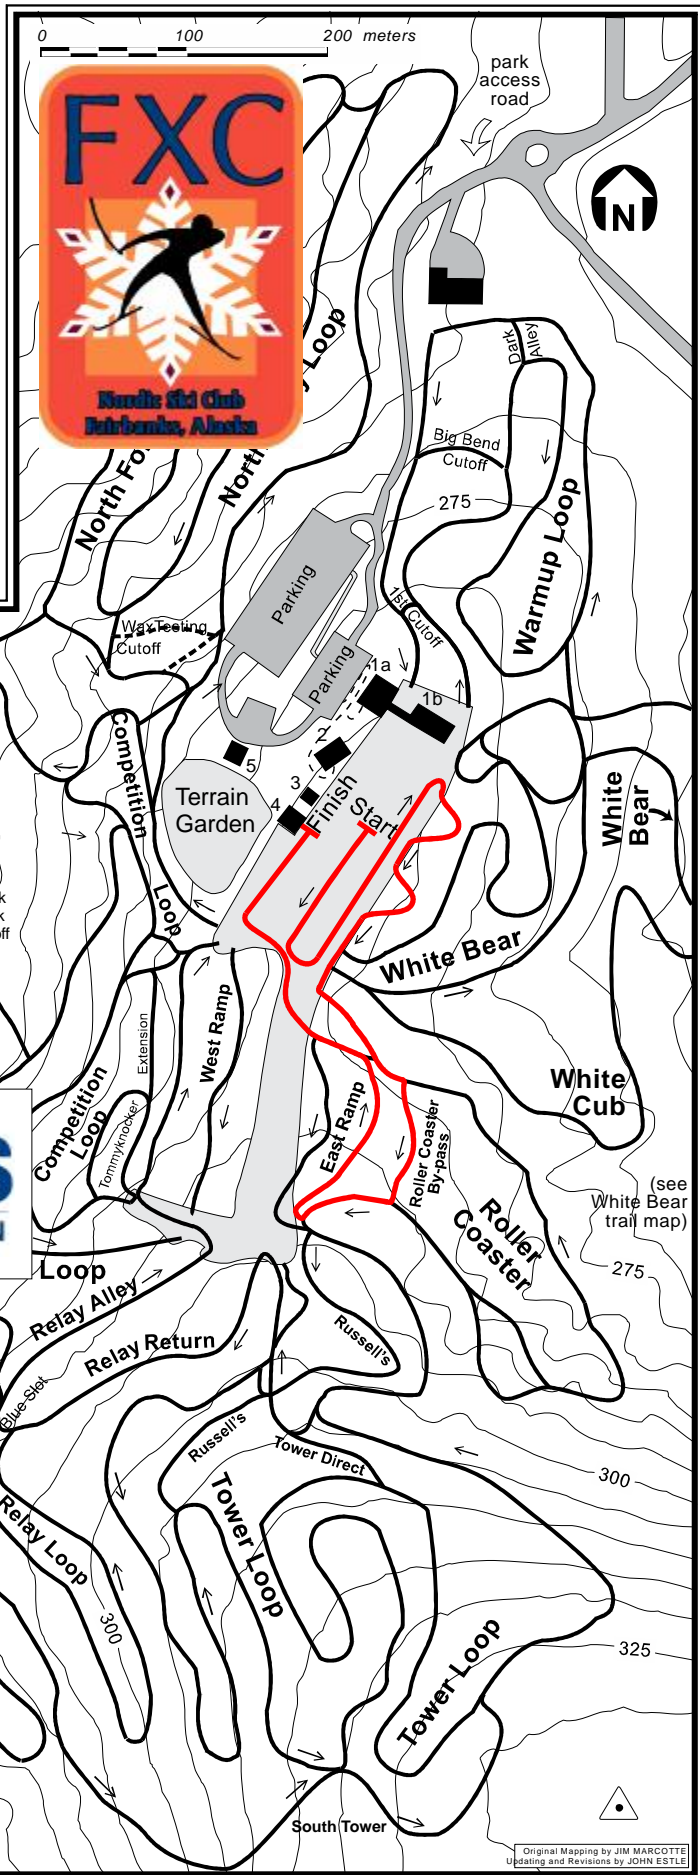 0 100 200 meters
park
access
road
FXC
Nordic Ski Club
Fairbanks, Alaska
N
Loop
Dark
Alley
Big Bend
Cutoff
275
North
North
Warmup Loop
Parking
1st Cutoff
Wax Testing
Cutoff
Parking
1a
1b
2
5
3
4
Finish
Start
Competition
Loop
Terrain
Garden
White
Bear
White Bear
West Ramp
Extension
Competition
Loop
Tommyknocker
East Ramp
Roller Coaster
By-pass
White
Cub
(see
White Bear
trail map)
Roller
Coaster
275
Loop
Relay Alley
Relay Return
Russell's
Blue Slot
Russell's
Tower Direct
300
Relay Loop
Tower Loop
300
325
Tower Loop
South Tower
Original Mapping by JIM MARCOTTE
Updating and Revisions by JOHN ESTLE